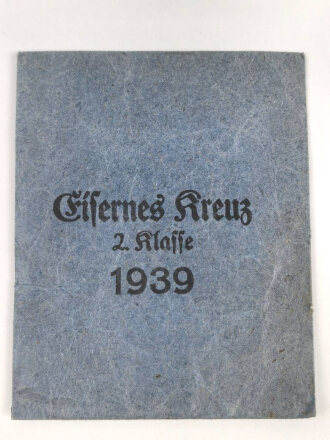 Eisernes Kreuz
2. Klasse
1939